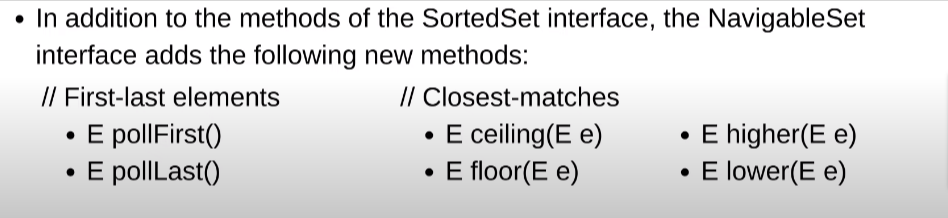 • In addition to the methods of the SortedSet interface, the NavigableSet
interface adds the following new methods:
// First-last elements
• E pollFirst()
• E pollLast()
// Closest-matches
• E ceiling(E e)
• E floor(E e)
• E higher(E e)
• E lower(E e)